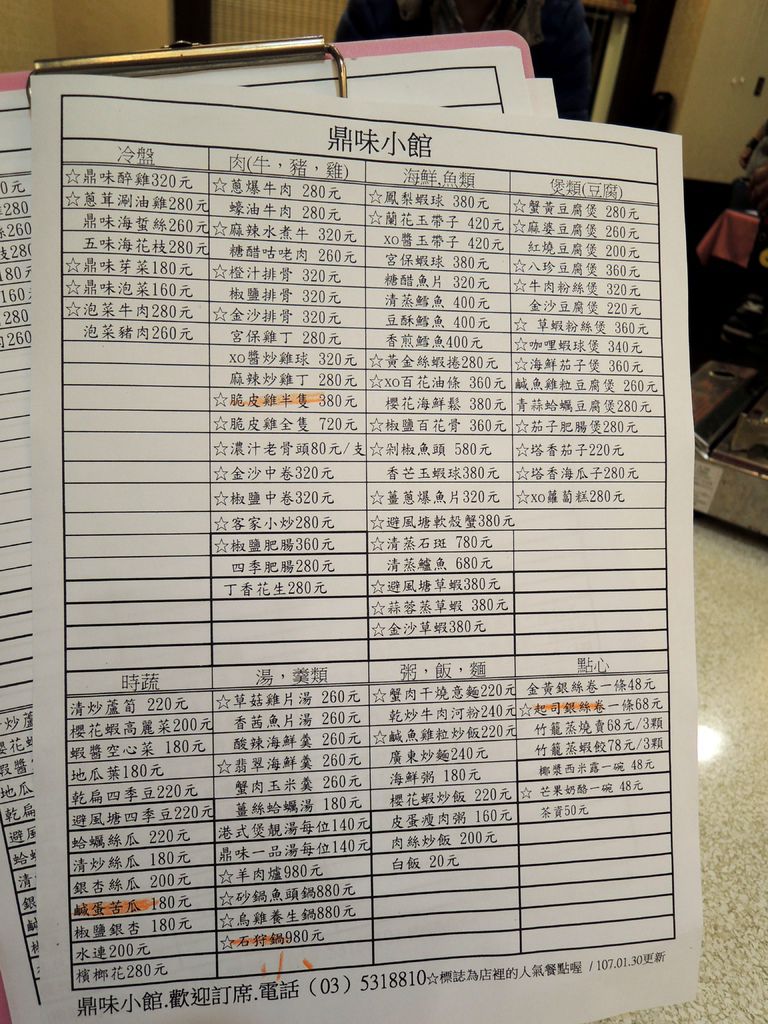 鼎味小館
冷盤
☆鼎味醉雞320元
☆蔥茸涮油雞280元
鼎味海蜇絲260元
五味海花枝280元
☆鼎味芽菜180元
☆鼎味泡菜160元
☆泡菜牛肉280元
泡菜豬肉260元
肉(牛，豬，雞)
☆蔥爆牛肉 280元
蠔油牛肉 280元
☆麻辣水煮牛 320元
糖醋咕老肉 260元
☆橙汁排骨 320元
椒鹽排骨 320元
☆金沙排骨 320元
宮保雞丁 280元
xo醬炒雞球 320元
麻辣炒雞丁 280元
☆脆皮雞半隻 380元
☆脆皮雞全隻 720元
☆濃汁老骨頭80元/支
☆金沙中卷320元
☆椒鹽中卷320元
☆客家小炒280元
☆椒鹽肥腸360元
四季肥腸280元
丁香花生280元
海鮮.魚類
☆鳳梨蝦球 380元
☆蘭花玉帶子 420元
xo醬玉帶子 420元
宮保蝦球 380元
糖醋魚片 320元
清蒸鱈魚 400元
豆酥鱈魚 400元
香煎鱈魚400元
☆黃金絲蝦捲280元
☆xo百花油條 360元
櫻花海鮮鬆 380元
☆椒鹽百花骨 360元
☆剁椒魚頭 580元
香芒玉蝦球380元
☆薑蔥爆魚片320元
☆避風塘軟殼蟹380元
☆清蒸石斑 780元
清蒸鱸魚 680元
☆避風塘草蝦380元
☆蒜蓉蒸草蝦 380元
☆金沙草蝦380元
煲類(豆腐)
☆蟹黃豆腐煲 280元
☆麻婆豆腐煲 260元
紅燒豆腐煲 200元
☆八珍豆腐煲 360元
☆牛肉粉絲煲 320元
金沙豆腐煲 220元
☆ 草蝦粉絲煲 360元
☆咖哩蝦球煲 340元
☆海鮮茄子煲 360元
鹹魚雞粒豆腐煲 260元
青蒜蛤蠣豆腐煲280元
☆茄子肥腸煲280元
☆塔香茄子220元
☆塔香海瓜子280元
☆xo蘿蔔糕280元
時蔬
清炒蘆筍 220元
櫻花蝦高麗菜200元
蝦醬空心菜 180元
地瓜葉180元
乾扁四季豆220元
避風塘四季豆220元
蛤蠣絲瓜 220元
清炒絲瓜 180元
銀杏絲瓜 200元
鹹蛋苦瓜 180元
椒鹽銀杏 180元
水連200元
檳榔花280元
湯，羹類
☆草菇雞片湯 260元
香茜魚片湯 260元
酸辣海鮮羹 260元
☆翡翠海鮮羹 260元
蟹肉玉米羹 260元
薑絲蛤蠣湯 180元
港式煲靚湯每位140元
鼎味一品湯每位140元
☆羊肉爐980元
☆砂鍋魚頭鍋880元
☆烏雞養生鍋880元
☆石狩鍋980元
小
粥，飯，麵
☆蟹肉干燒意麵220元
乾炒牛肉河粉240元
☆鹹魚雞粒炒飯220元
廣東炒麵240元
海鮮粥 180元
櫻花蝦炒飯 220元
皮蛋瘦肉粥 160元
肉絲炒飯 200元
白飯 20元
點心
金黃銀絲卷一條48元
☆起司銀絲卷一條68元
竹籠蒸燒賣68元/3顆
竹籠蒸蝦餃78元/3顆
椰漿西米露一碗 48元
☆ 芒果奶酪一碗 48元
茶資50元
鼎味小館.歡迎訂席.電話（03）5318810☆標誌為店裡的人氣餐點喔 / 107.01.30更新